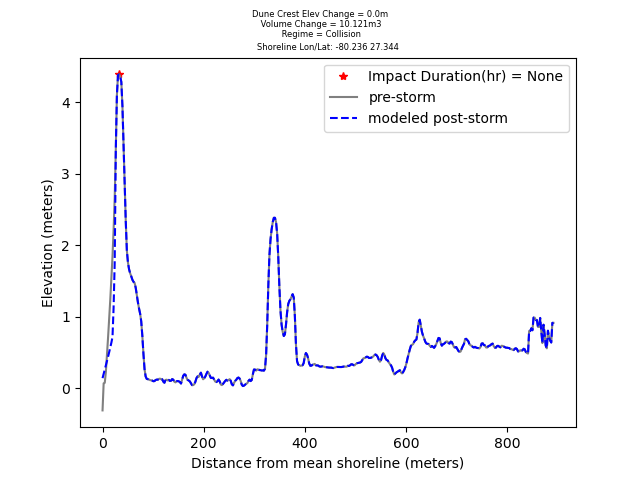 Dune Crest Elev Change = 0.0m
Volume Change = 10.121m3
Regime = Collision
Shoreline Lon/Lat: -80.236 27.344
Impact Duration(hr) = None
pre-storm
modeled post-storm
Elevation (meters)
4
3
2
1
0
0 200 400 600 800
Distance from mean shoreline (meters)